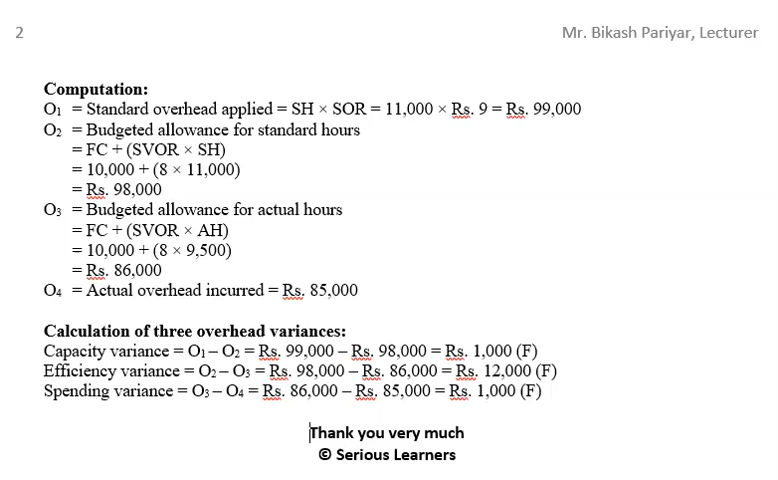 2
Mr. Bikash Pariyar, Lecturer
Computation:
O₁ = Standard overhead applied = SH × SOR = 11,000 × Rs. 9 = Rs. 99,000
O₂ = Budgeted allowance for standard hours
= FC + (SVOR × SH)
= 10,000 + (8 × 11,000)
= Rs. 98,000
O₃ = Budgeted allowance for actual hours
= FC + (SVOR × AH)
= 10,000 + (8 × 9,500)
= Rs. 86,000
O₄ = Actual overhead incurred = Rs. 85,000
Calculation of three overhead variances:
Capacity variance = O₁ – O₂ = Rs. 99,000 – Rs. 98,000 = Rs. 1,000 (F)
Efficiency variance = O₂ – O₃ = Rs. 98,000 – Rs. 86,000 = Rs. 12,000 (F)
Spending variance = O₃ – O₄ = Rs. 86,000 – Rs. 85,000 = Rs. 1,000 (F)
Thank you very much
© Serious Learners